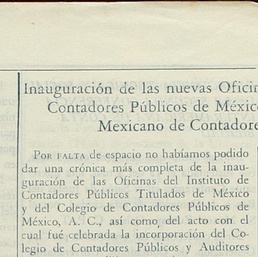 Inauguración de las nuevas
Contadores Públicos de
Mexicano de
Por falta de espacio no habíamos podido
dar una crónica más completa de la inau-
guración de las Oficinas del Instituto de
Contadores Públicos Titulados de México
y del Colegio de Contadores Públicos de
México, A. C., así como del acto con el
cual fué celebrada la incorporación del Co-
legio de Contadores Públicos y Auditores